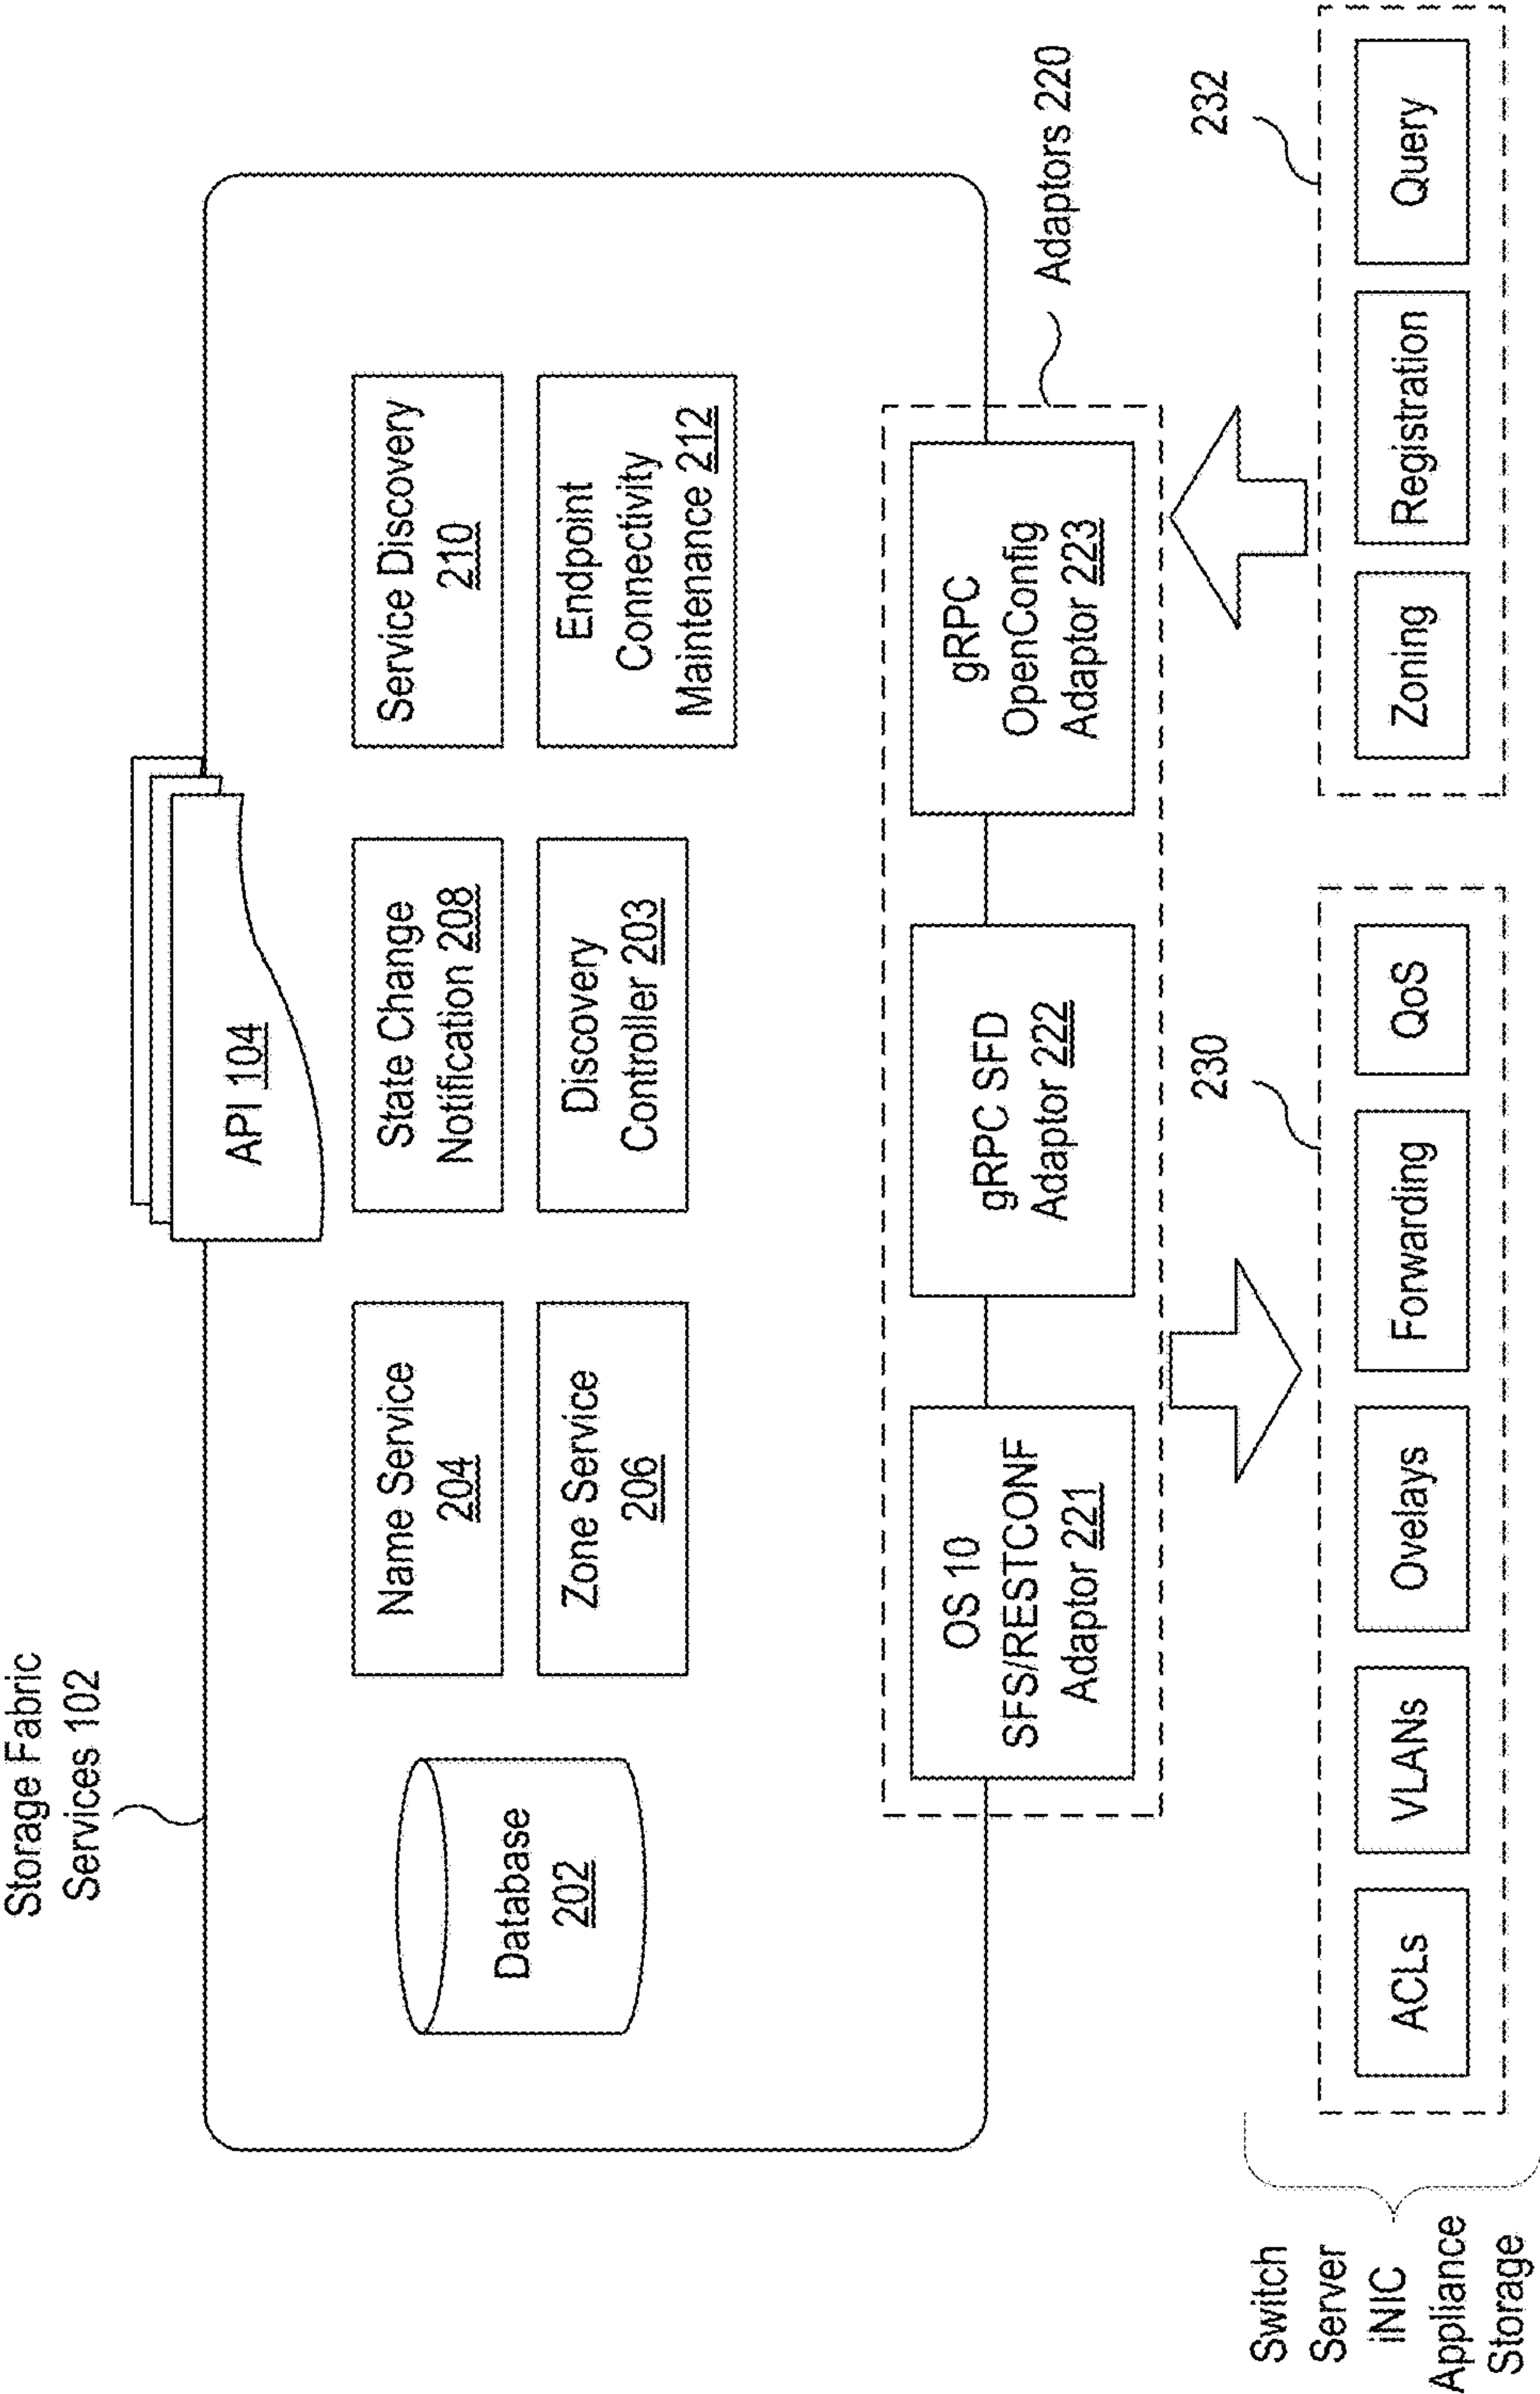 Storage Fabric
Services 102
API 104
Database
202
Name Service
204
State Change
Notification 208
Service Discovery
210
Zone Service
206
Discovery
Controller 203
Endpoint
Connectivity
Maintenance 212
OS 10
SFS/RESTCONF
Adaptor 221
gRPC SFD
Adaptor 222
gRPC
OpenConfig
Adaptor 223
Adaptors 220
230
232
Switch
Server
iNIC
Appliance
Storage
ACLs
VLANs
Ovelays
Forwarding
QoS
Zoning
Registration
Query